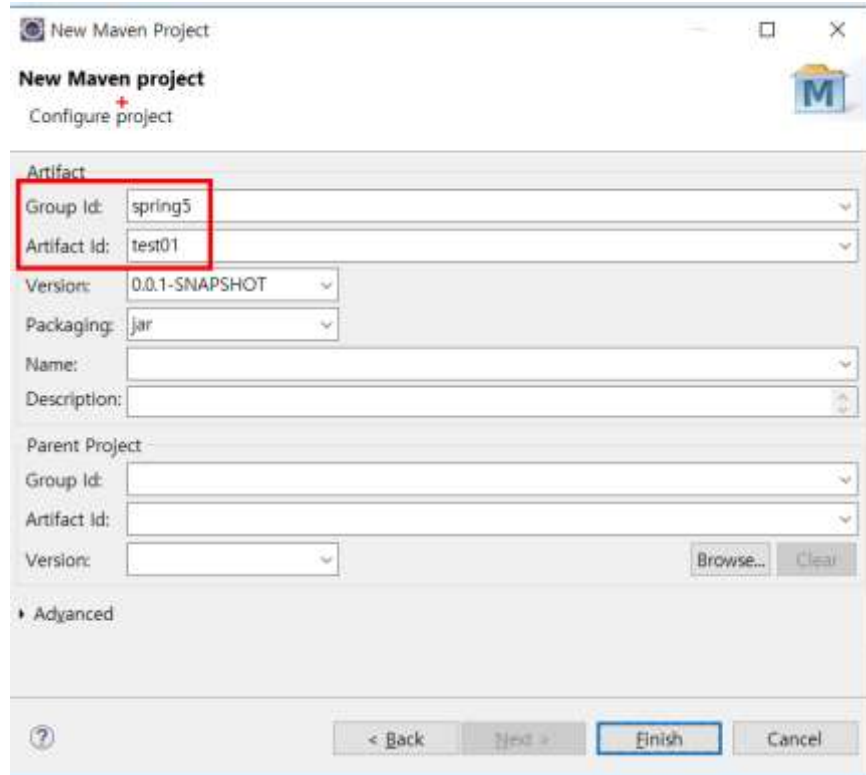 New Maven Project
New Maven project
Configure project
Artifact
Group Id: spring5
Artifact Id: test01
Version: 0.0.1-SNAPSHOT
Packaging: jar
Name:
Description:
Parent Project
Group Id:
Artifact Id:
Version: Browse... Clear
Advanced
< Back Next > Finish Cancel